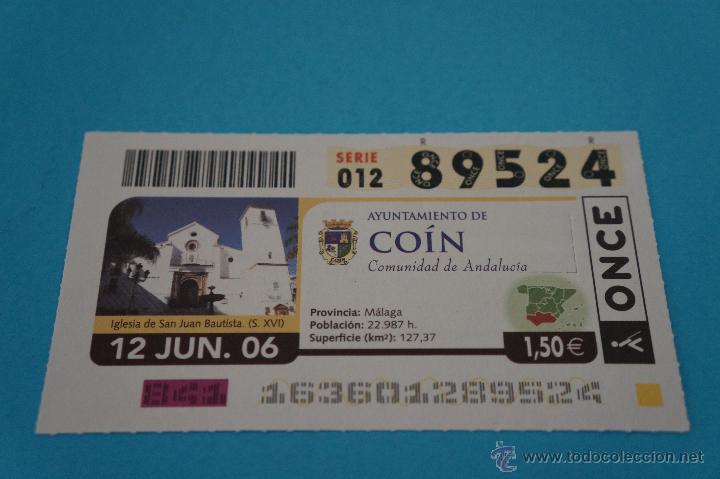 R R
SERIE 012 89524
AYUNTAMIENTO DE
COÍN
Comunidad de Andalucía
Iglesia de San Juan Bautista. (S. XVI)
12 JUN. 06
Provincia: Málaga
Población: 22.987 h.
Superficie (km²): 127,37
1,50€
ONCE
163601289524
© www.todocoleccion.net